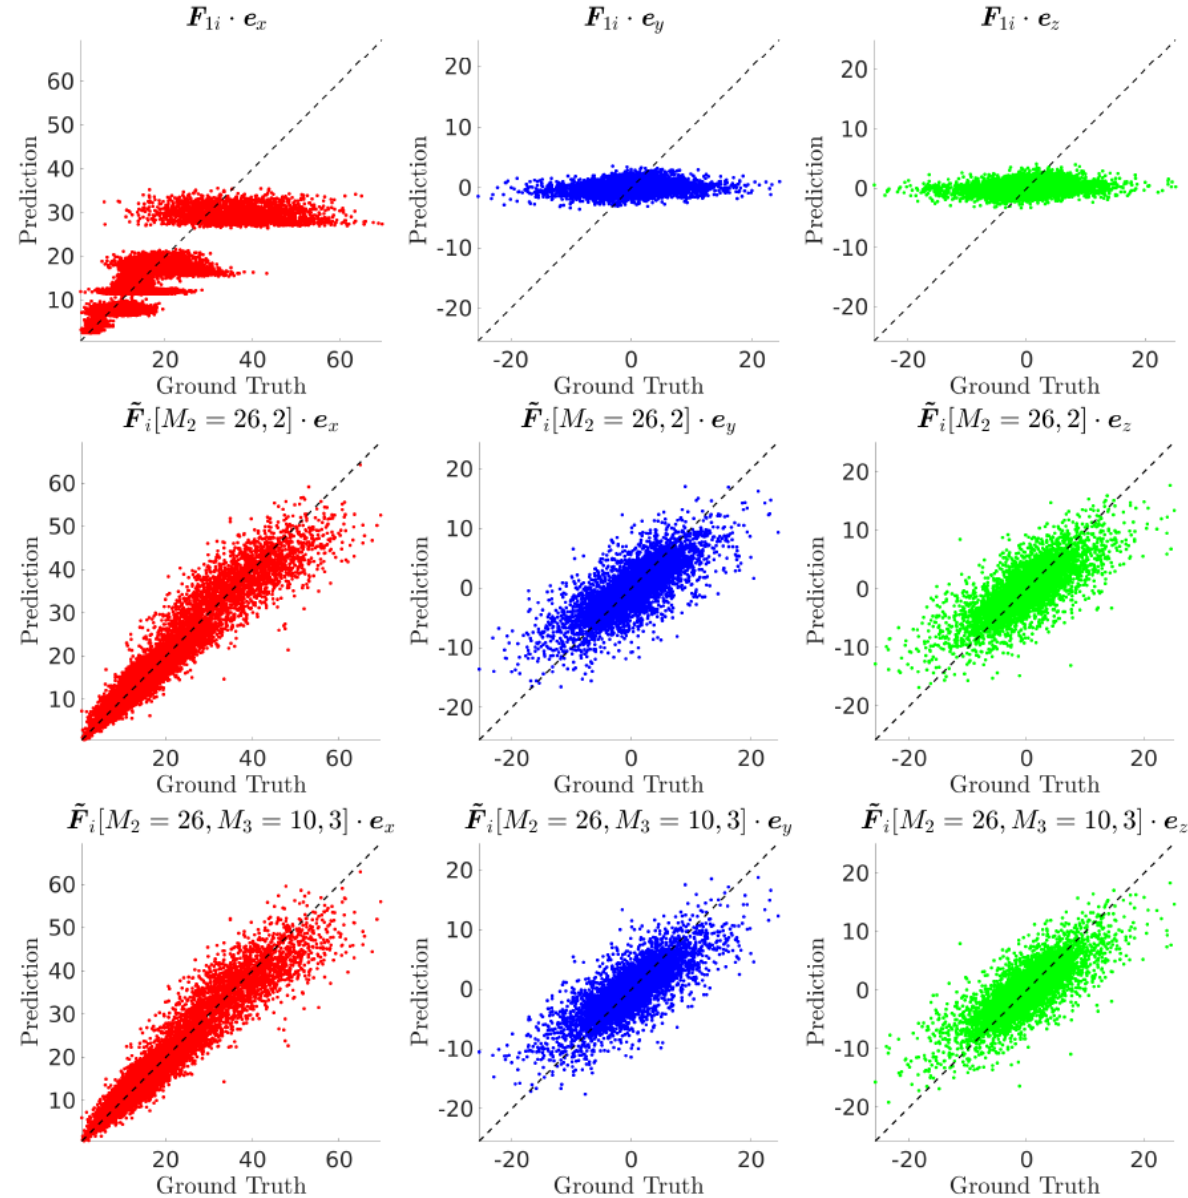 F₁ᵢ · eₓ
F₁ᵢ · e_y
F₁ᵢ · e_z
Prediction
60
50
40
30
20
10
20 40 60
Ground Truth
Prediction
20
10
0
-10
-20
-20 0 20
Ground Truth
Prediction
20
10
0
-10
-20
-20 0 20
Ground Truth
F̃ᵢ[M₂ = 26, 2] · eₓ
F̃ᵢ[M₂ = 26, 2] · e_y
F̃ᵢ[M₂ = 26, 2] · e_z
Prediction
60
50
40
30
20
10
20 40 60
Ground Truth
Prediction
20
10
0
-10
-20
-20 0 20
Ground Truth
Prediction
20
10
0
-10
-20
-20 0 20
Ground Truth
F̃ᵢ[M₂ = 26, M₃ = 10, 3] · eₓ
F̃ᵢ[M₂ = 26, M₃ = 10, 3] · e_y
F̃ᵢ[M₂ = 26, M₃ = 10, 3] · e_z
Prediction
60
50
40
30
20
10
20 40 60
Ground Truth
Prediction
20
10
0
-10
-20
-20 0 20
Ground Truth
Prediction
20
10
0
-10
-20
-20 0 20
Ground Truth